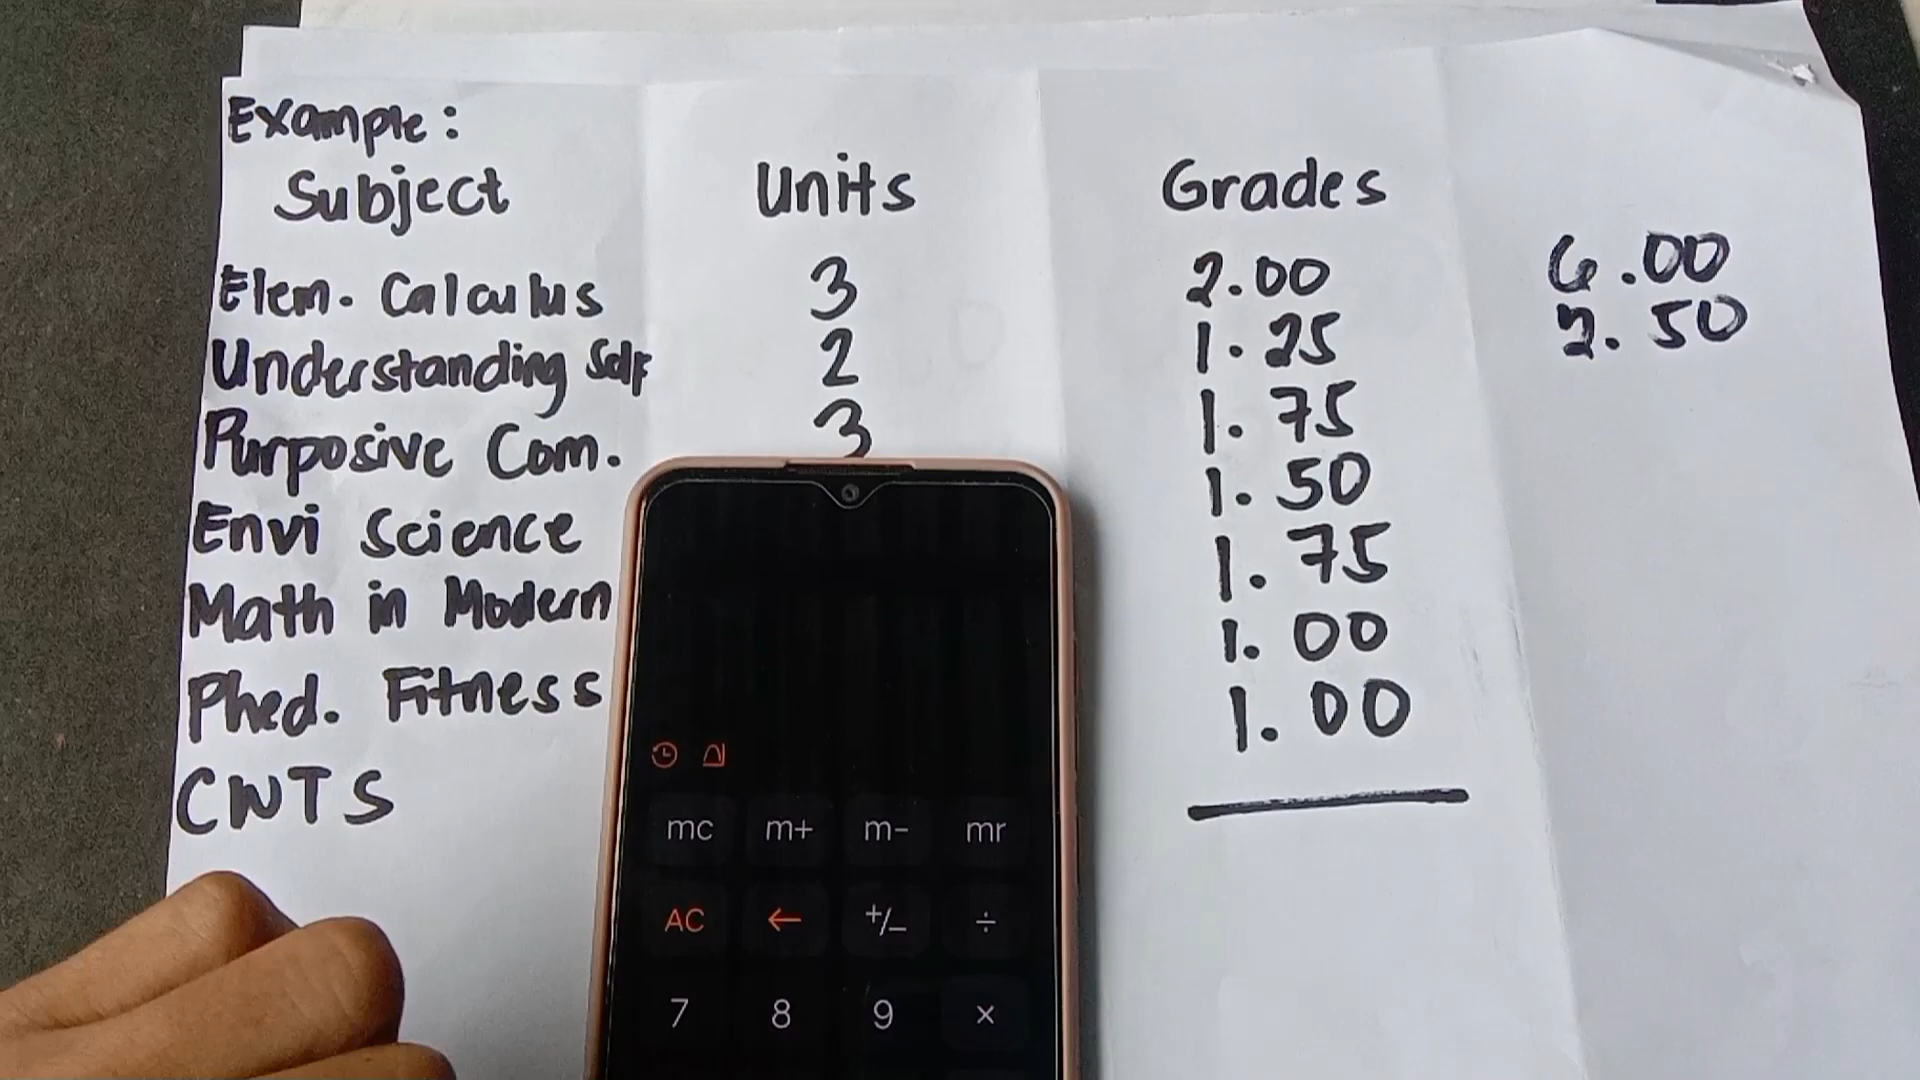 Example:
Subject Units Grades
Elem. Calculus 3 2.00 6.00
Understanding Self 2 1.25 2.50
Purposive Com. 3 1.75
Envi Science 1.50
Math in Modern 1.75
Phed. Fitness 1.00
CWTS 1.00
mc m+ m- mr
AC ← +/- ÷
7 8 9 ×